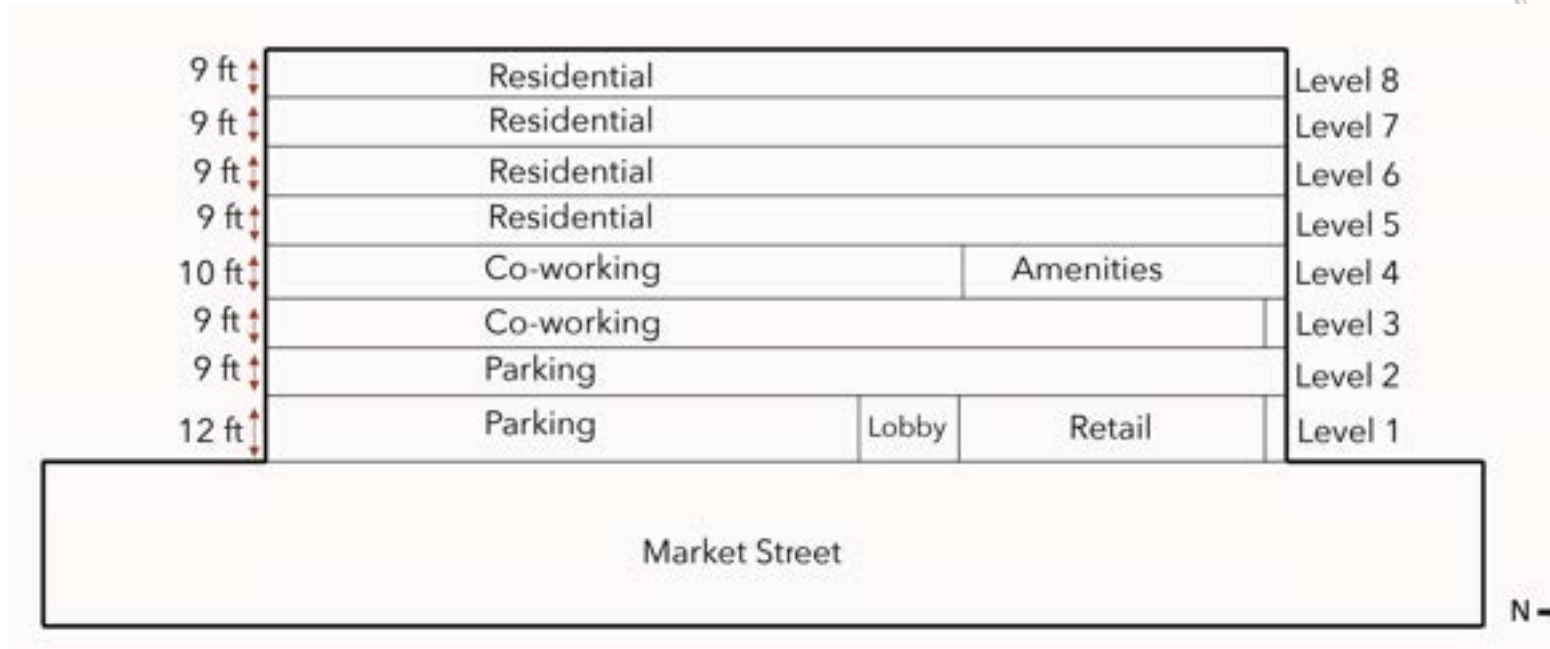 9 ft Residential Level 8
9 ft Residential Level 7
9 ft Residential Level 6
9 ft Residential Level 5
10 ft Co-working Amenities Level 4
9 ft Co-working Level 3
9 ft Parking Level 2
12 ft Parking Lobby Retail Level 1
Market Street
N